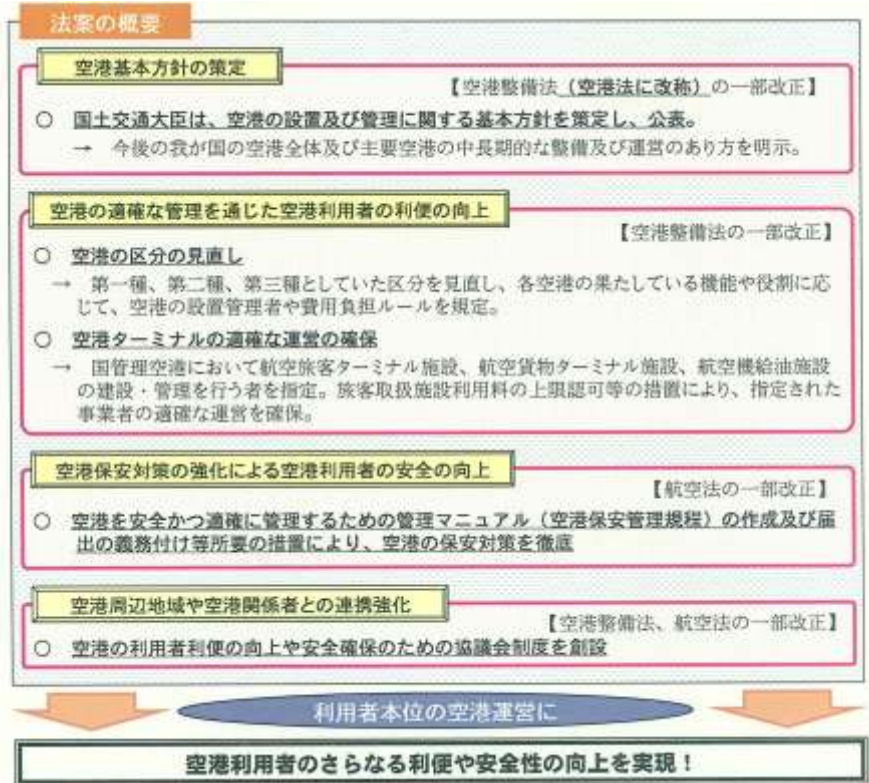 法案の概要
空港基本方針の策定
【空港整備法（空港法に改称）の一部改正】
○ 国土交通大臣は、空港の設置及び管理に関する基本方針を策定し、公表。
→ 今後の我が国の空港全体及び主要空港の中長期的な整備及び運営のあり方を明示。
空港の適確な管理を通じた空港利用者の利便の向上
【空港整備法の一部改正】
○ 空港の区分の見直し
→ 第一種、第二種、第三種としていた区分を見直し、各空港の果たしている機能や役割に応
じて、空港の設置管理者や費用負担ルールを規定。
○ 空港ターミナルの適確な運営の確保
→ 国管理空港において航空旅客ターミナル施設、航空貨物ターミナル施設、航空機給油施設
の建設・管理を行う者を指定。旅客取扱施設利用料の上限認可等の措置により、指定された
事業者の適確な運営を確保。
空港保安対策の強化による空港利用者の安全の向上
【航空法の一部改正】
○ 空港を安全かつ適確に管理するための管理マニュアル（空港保安管理規程）の作成及び届
出の義務付け等所要の措置により、空港の保安対策を徹底
空港周辺地域や空港関係者との連携強化
【空港整備法、航空法の一部改正】
○ 空港の利用者利便の向上や安全確保のための協議会制度を創設
利用者本位の空港運営に
空港利用者のさらなる利便や安全性の向上を実現！